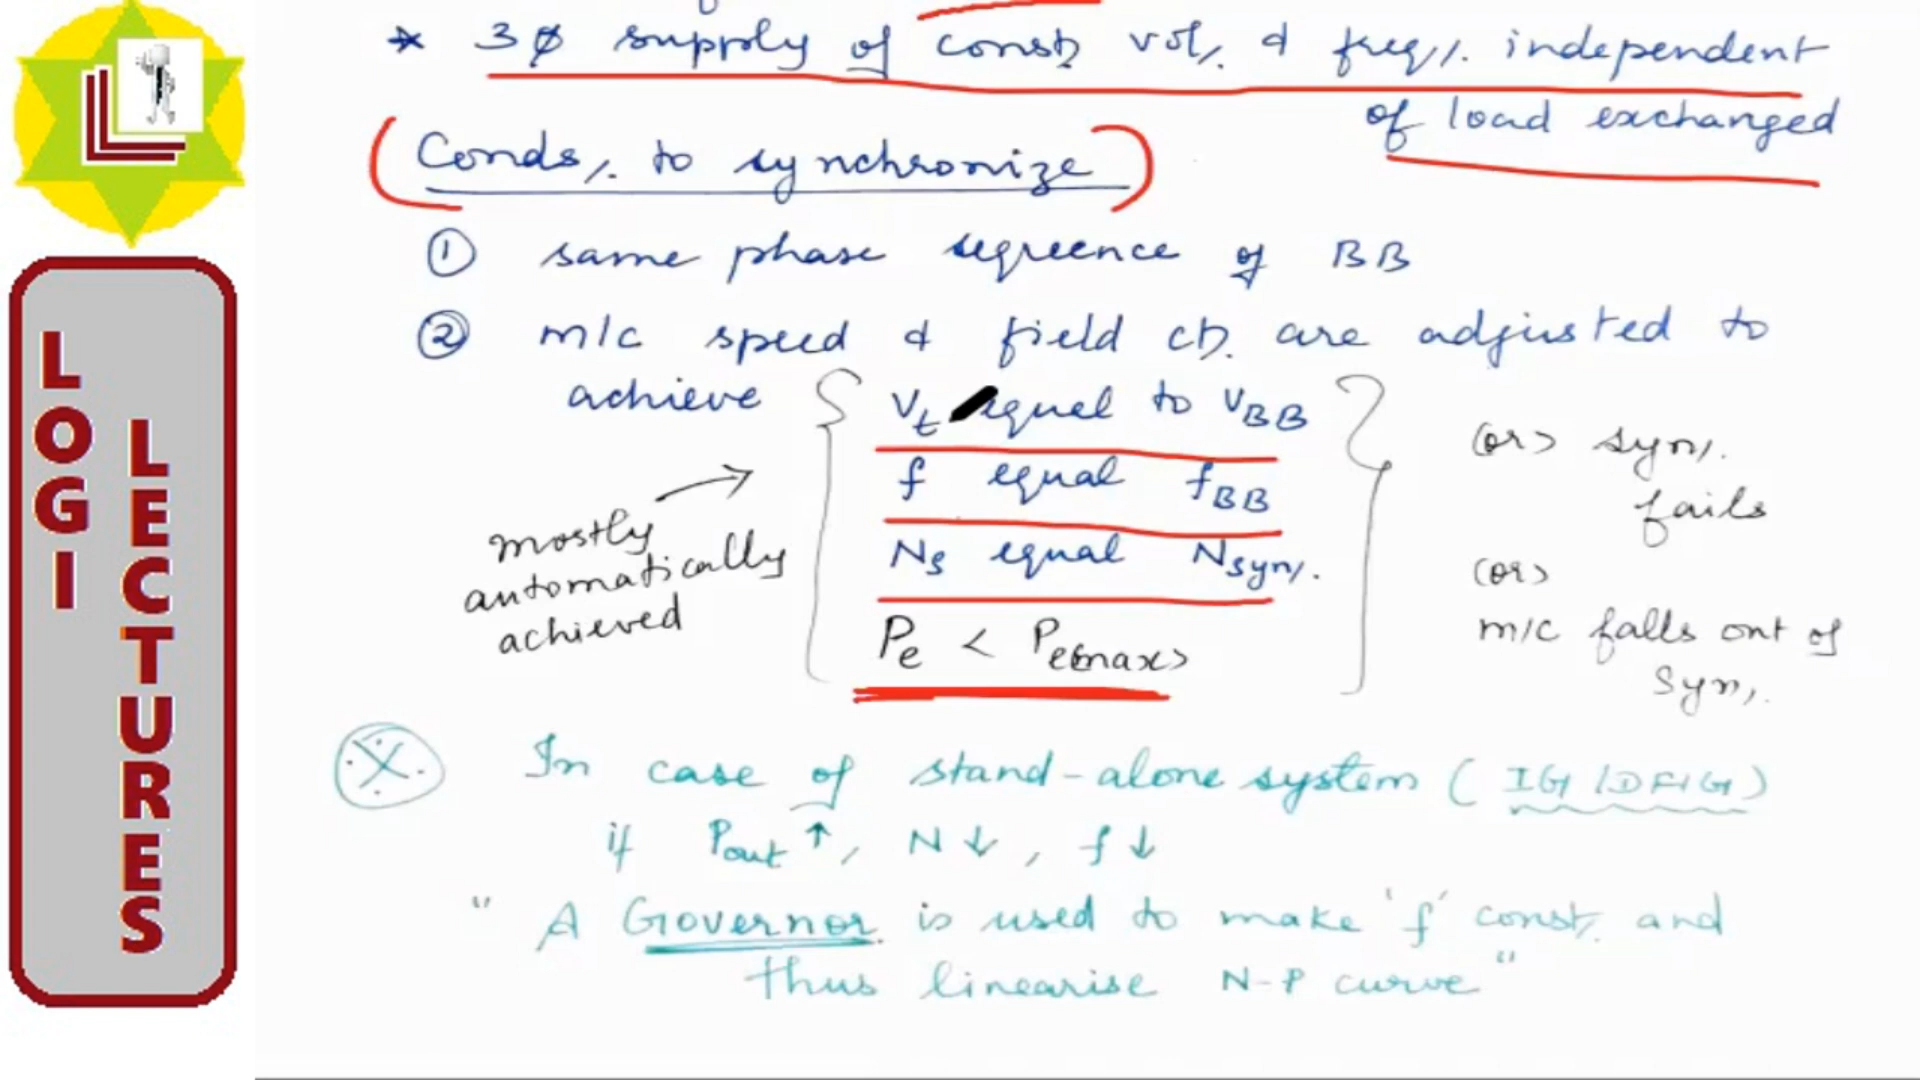 LOGI
LECTURES
* 3ϕ supply of const, vol,. & freq,. independent
of load exchanged
Conds,. to synchronize
① same phase seqreence of BB
② m/c speed & field ct. are adjusted to
achieve { Vt equal to VBB }
f equal fBB
Ns equal Nsyn,.
Pe < Pe(max)
mostly
automatically
achieved
(or) syn,.
fails
(or)
m/c falls out of
syn,.
In case of stand-alone system (IG/DFIG)
if Pout ↑, N ↓, f ↓
" A Governor is used to make 'f' const, and
thus linearise N-P curve "